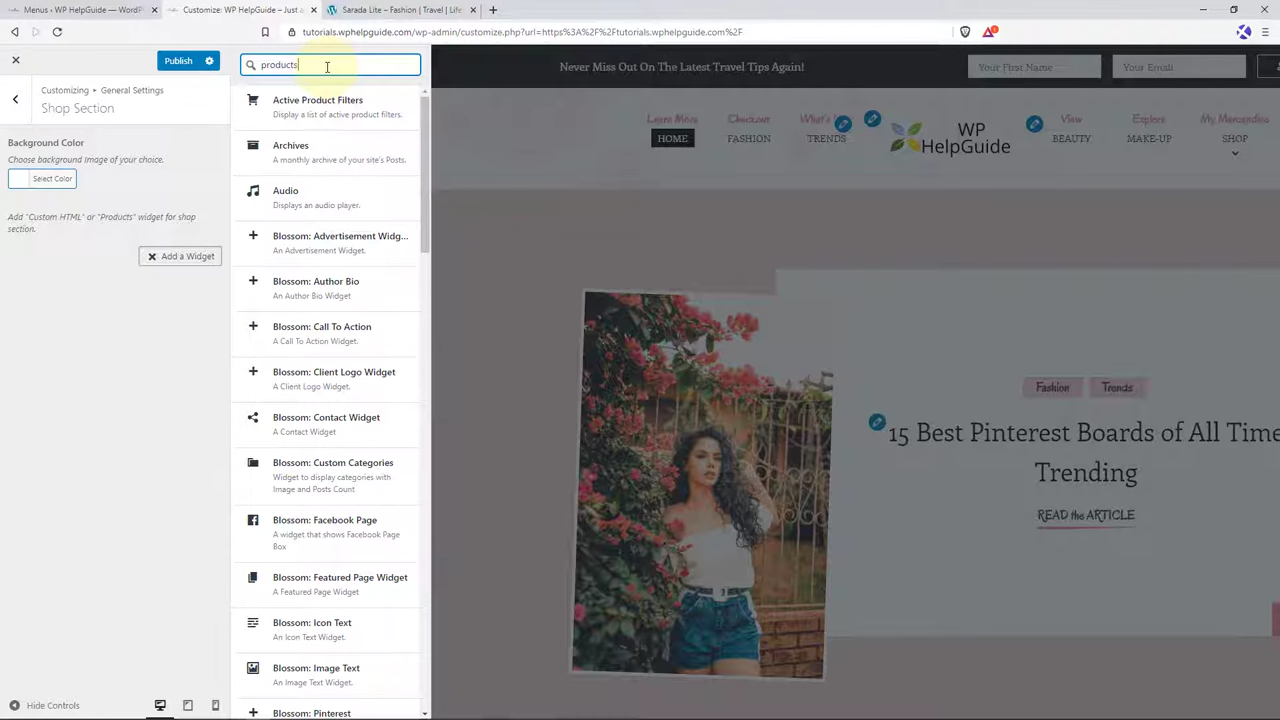 Menus ‹ WP HelpGuide — WordPr
Customize: WP HelpGuide – Just a
Sarada Lite – Fashion | Travel | Life
tutorials.wphelpguide.com/wp-admin/customize.php?url=https%3A%2F%2Ftutorials.wphelpguide.com%2F
Publish
products
Customizing ▸ General Settings
Shop Section
Background Color
Choose background Image of your choice.
Select Color
Add "Custom HTML" or "Products" widget for shop
section.
Add a Widget
Hide Controls
Active Product Filters
Display a list of active product filters.
Archives
A monthly archive of your site's Posts.
Audio
Displays an audio player.
Blossom: Advertisement Widg...
An Advertisement Widget.
Blossom: Author Bio
An Author Bio Widget
Blossom: Call To Action
A Call To Action Widget.
Blossom: Client Logo Widget
A Client Logo Widget.
Blossom: Contact Widget
A Contact Widget
Blossom: Custom Categories
Widget to display categories with
Image and Posts Count
Blossom: Facebook Page
A widget that shows Facebook Page
Box
Blossom: Featured Page Widget
A Featured Page Widget
Blossom: Icon Text
An Icon Text Widget.
Blossom: Image Text
An Image Text Widget.
Blossom: Pinterest
Never Miss Out On The Latest Travel Tips Again!
Your First Name
Your Email
Learn More
HOME
Checkout
FASHION
What's
TRENDS
WP
HelpGuide
View
BEAUTY
Explore
MAKE-UP
My Mercandise
SHOP
Fashion
Trends
15 Best Pinterest Boards of All Time
Trending
READ the ARTICLE